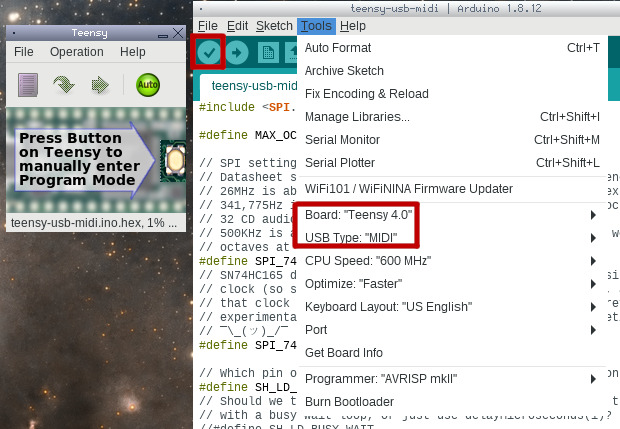 Teensy
File Operation Help
Auto
Press Button
on Teensy to
manually enter
Program Mode
teensy-usb-midi.ino.hex, 1% ...
teensy-usb-midi | Arduino 1.8.12
File Edit Sketch Tools Help
teensy-usb-midi
#include <SPI.
#define MAX_OC
// SPI setting
// Datasheet s
// 26MHz is ab
// 341,775Hz i
// 32 CD audio
// 500KHz is a
// octaves at
#define SPI_74
// SN74HC165 d
// clock (so s
// that clock
// experimenta
// ¯\_(ツ)_/¯
#define SPI_74
// Which pin o
#define SH_LD_
// Should we t
// with a busy wait loop, or just use delayMicroseconds(1)?
//#define SH_LD_BUSY_WAIT
Auto Format Ctrl+T
Archive Sketch
Fix Encoding & Reload
Manage Libraries... Ctrl+Shift+I
Serial Monitor Ctrl+Shift+M
Serial Plotter Ctrl+Shift+L
WiFi101 / WiFiNINA Firmware Updater
Board: "Teensy 4.0"
USB Type: "MIDI"
CPU Speed: "600 MHz"
Optimize: "Faster"
Keyboard Layout: "US English"
Port
Get Board Info
Programmer: "AVRISP mkII"
Burn Bootloader